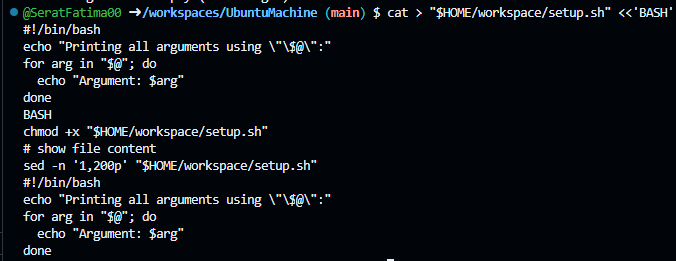 @SeratFatima00 ➜/workspaces/UbuntuMachine (main) $ cat > "$HOME/workspace/setup.sh" <<'BASH'
#!/bin/bash
echo "Printing all arguments using \"\$@\":"
for arg in "$@"; do
  echo "Argument: $arg"
done
BASH
chmod +x "$HOME/workspace/setup.sh"
# show file content
sed -n '1,200p' "$HOME/workspace/setup.sh"
#!/bin/bash
echo "Printing all arguments using \"\$@\":"
for arg in "$@"; do
  echo "Argument: $arg"
done